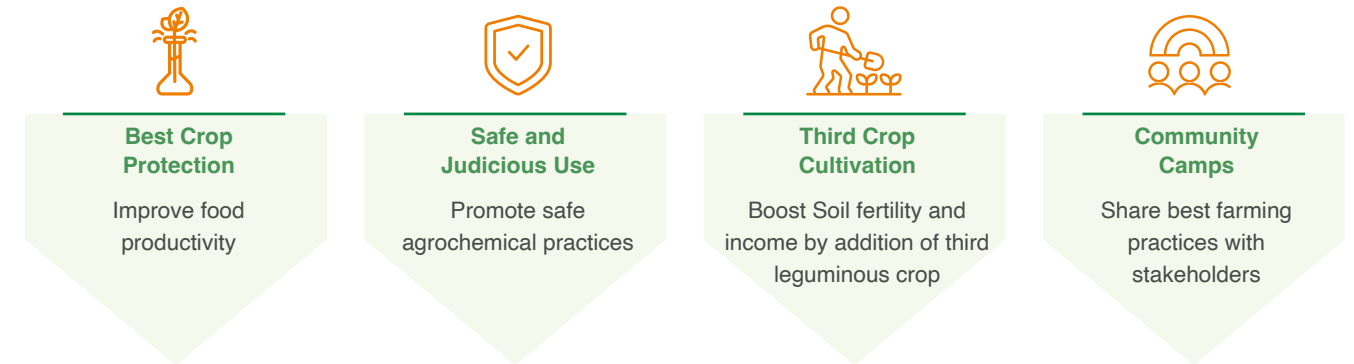 Best Crop
Protection
Improve food
productivity
Safe and
Judicious Use
Promote safe
agrochemical practices
Third Crop
Cultivation
Boost Soil fertility and
income by addition of third
leguminous crop
Community
Camps
Share best farming
practices with
stakeholders